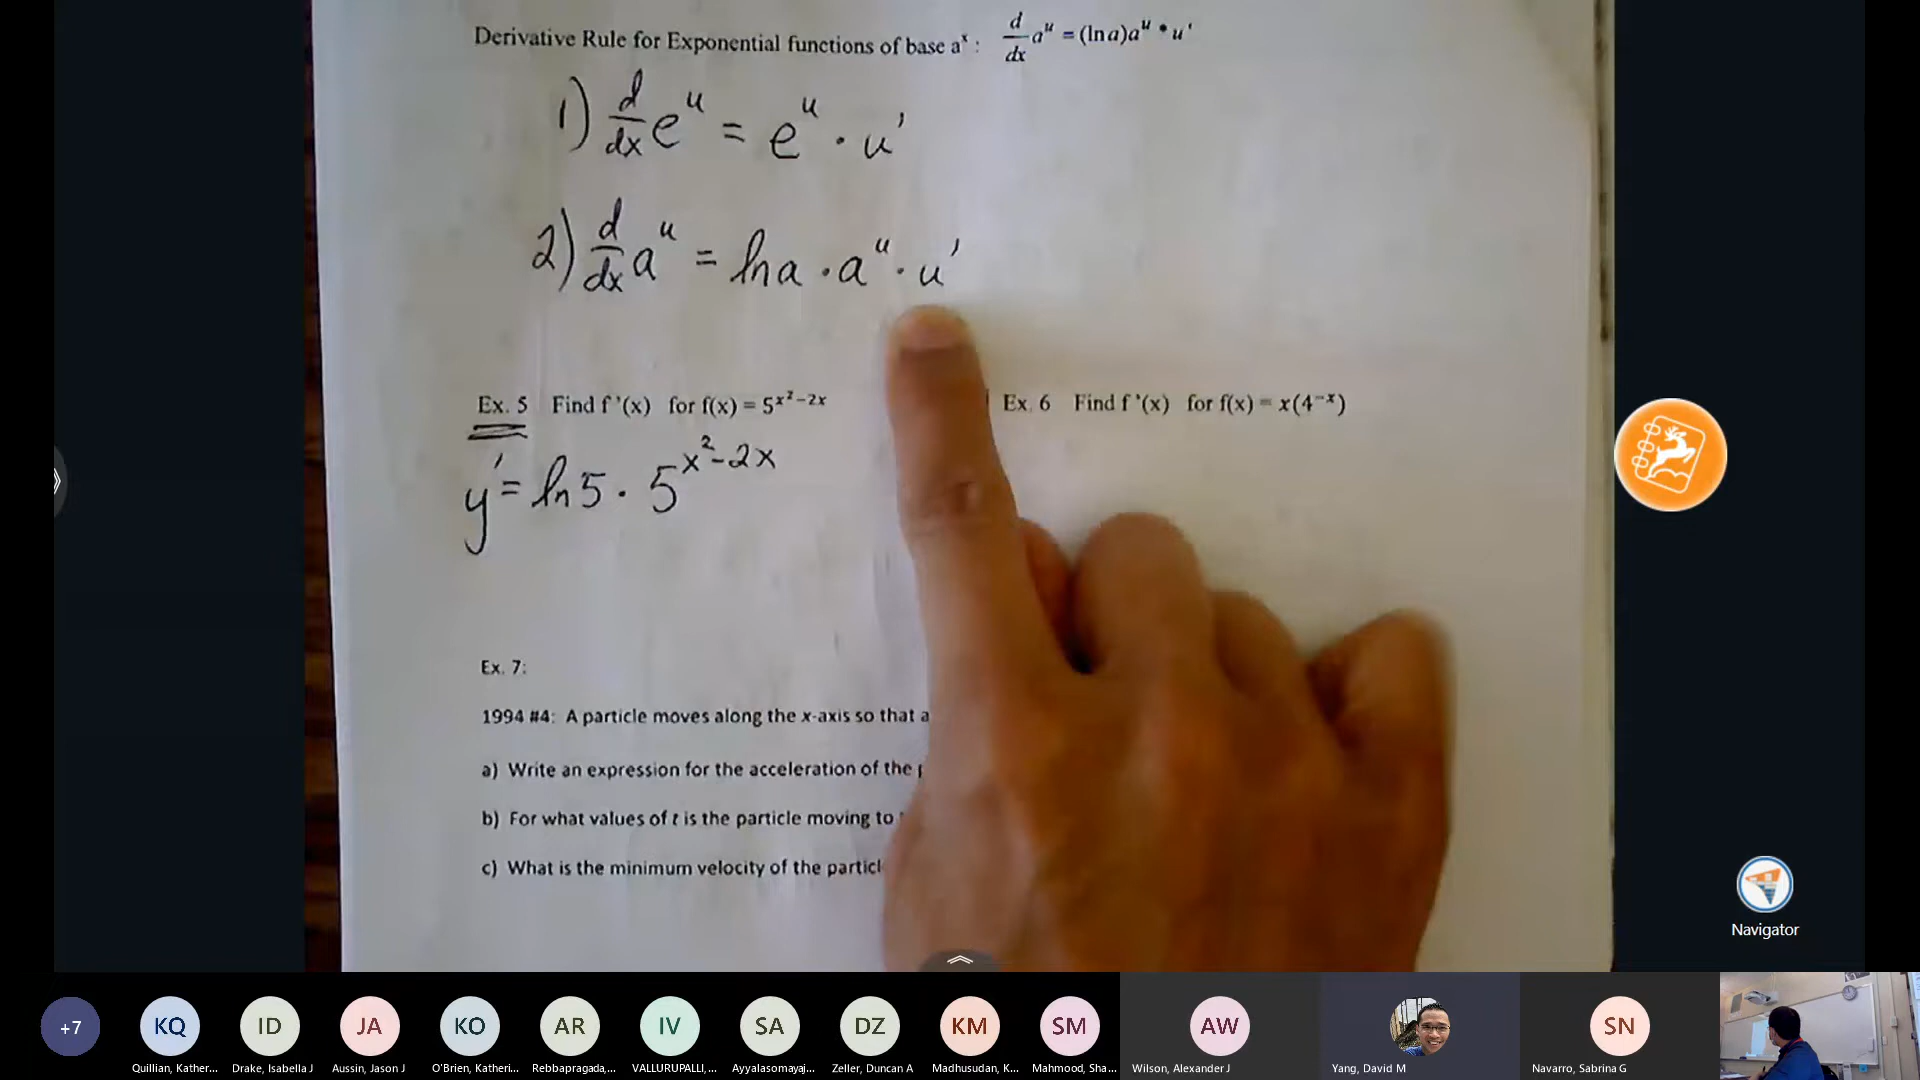 Derivative Rule for Exponential functions of base aˣ : d/dx aᵘ = (ln a)aᵘ • u'
1) d/dx eᵘ = eᵘ · u'
2) d/dx aᵘ = ln a · aᵘ · u'
Ex. 5 Find f '(x) for f(x) = 5^(x²−2x)
Ex. 6 Find f '(x) for f(x) = x(4⁻ˣ)
y' = ln 5 · 5^(x²-2x)
Ex. 7:
1994 #4: A particle moves along the x-axis so that a
a) Write an expression for the acceleration of the
b) For what values of t is the particle moving to
c) What is the minimum velocity of the particl
Navigator
+7
KQ
ID
JA
KO
AR
IV
SA
DZ
KM
SM
AW
SN
Quillian, Kather...
Drake, Isabella J
Aussin, Jason J
O'Brien, Katheri...
Rebbapragada,...
VALLURUPALLI,...
Ayyalasomayaj...
Zeller, Duncan A
Madhusudan, K...
Mahmood, Sha...
Wilson, Alexander J
Yang, David M
Navarro, Sabrina G